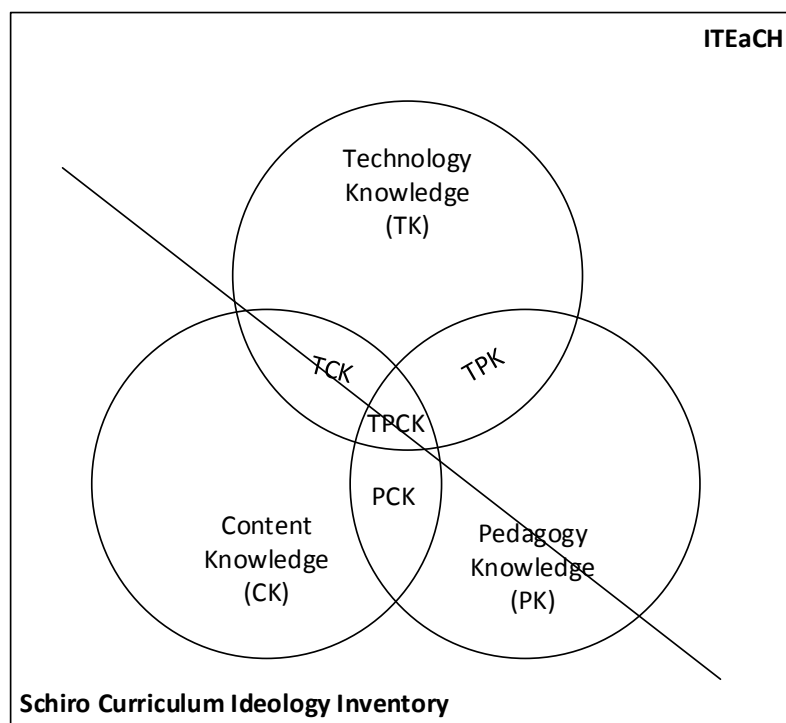 ITEaCH
Technology
Knowledge
(TK)
TCK
TPK
TPCK
PCK
Content
Knowledge
(CK)
Pedagogy
Knowledge
(PK)
Schiro Curriculum Ideology Inventory